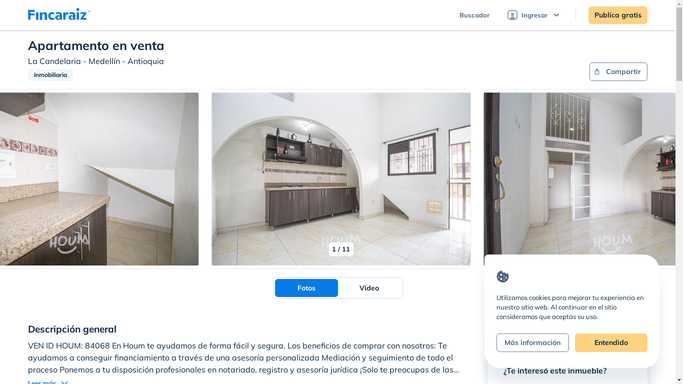 Fincaraiz
Buscador
Ingresar
Publica gratis
Apartamento en venta
La Candelaria - Medellín - Antioquia
Inmobiliaria
Compartir
HOUM
HOUM
HOUM
1 / 11
Fotos
Video
Descripción general
VEN ID HOUM: 84068 En Houm te ayudamos de forma fácil y segura. Los beneficios de comprar con nosotros: Te
ayudamos a conseguir financiamiento a través de una asesoría personalizada Mediación y seguimiento de todo el
proceso Ponemos a tu disposición profesionales en notariado, registro y asesoría jurídica ¡Solo te preocupas de las...
Leer más
Utilizamos cookies para mejorar tu experiencia en
nuestro sitio web. Al continuar en el sitio
consideramos que aceptas su uso.
Más información
Entendido
¿Te interesó este inmueble?